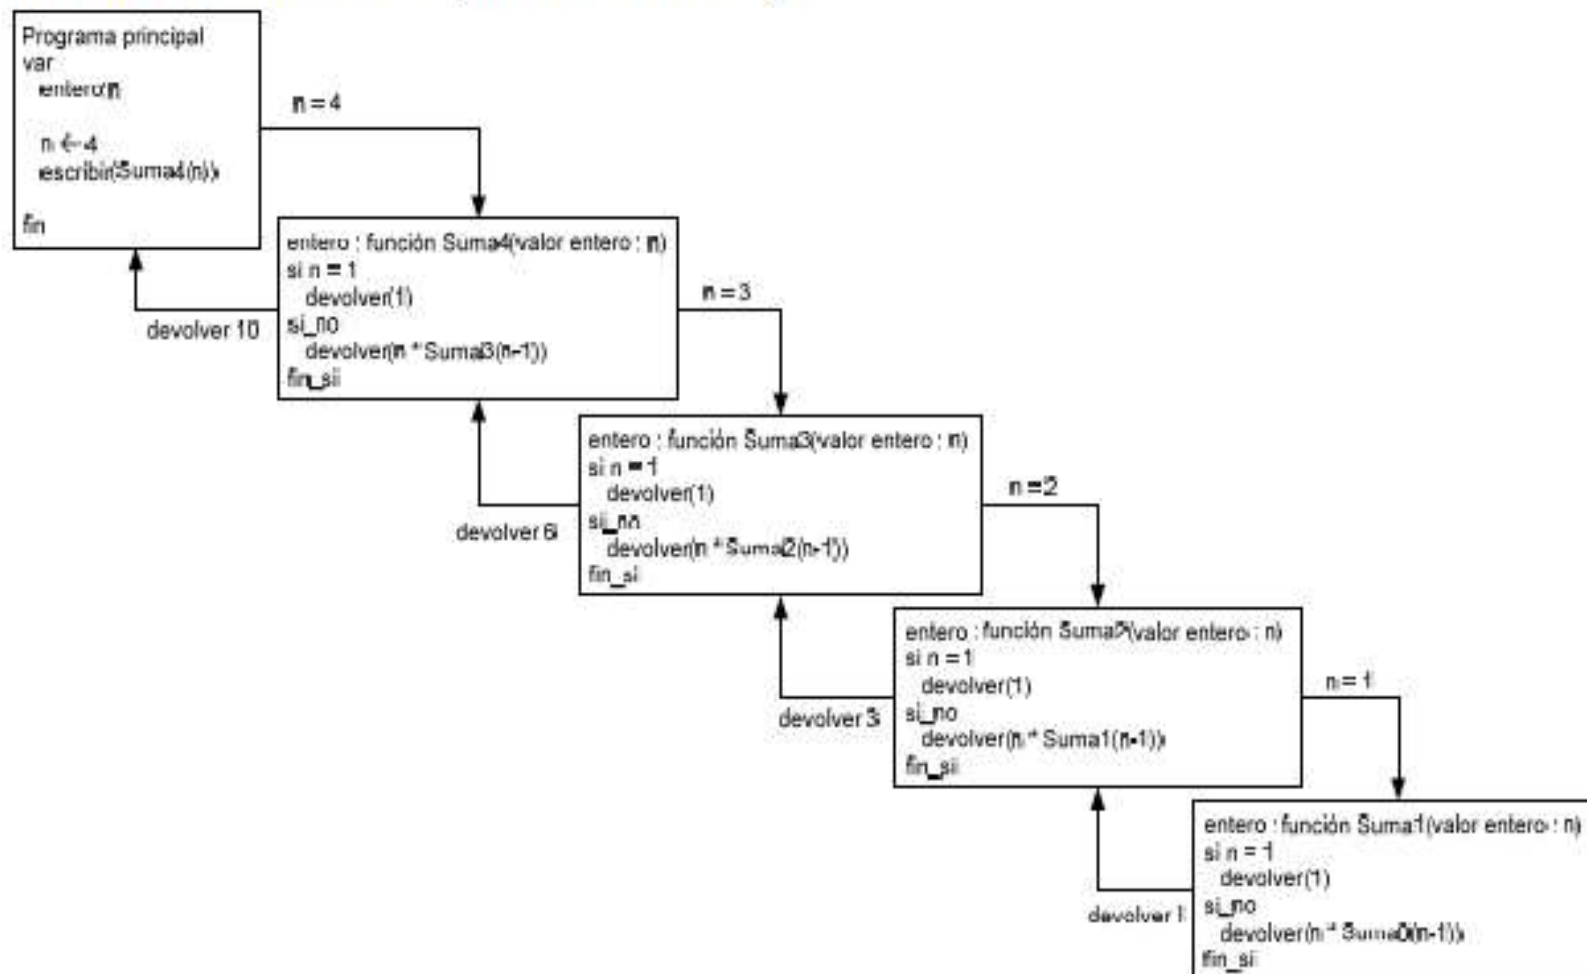 Programa principal
var
entero n
n ← 4
escribir(Suma4(n))
fin
n = 4
entero : función Suma4(valor entero : n)
si n = 1
devolver(1)
si_no
devolver(n * Suma3(n-1))
fin_si
devolver 10
n = 3
entero : función Suma3(valor entero : n)
si n = 1
devolver(1)
si_no
devolver(n * Suma2(n-1))
fin_si
devolver 6
n = 2
entero : función Suma2(valor entero : n)
si n = 1
devolver(1)
si_no
devolver(n * Suma1(n-1))
fin_si
devolver 3
n = 1
entero : función Suma1(valor entero : n)
si n = 1
devolver(1)
si_no
devolver(n * Suma0(n-1))
fin_si
devolver 1